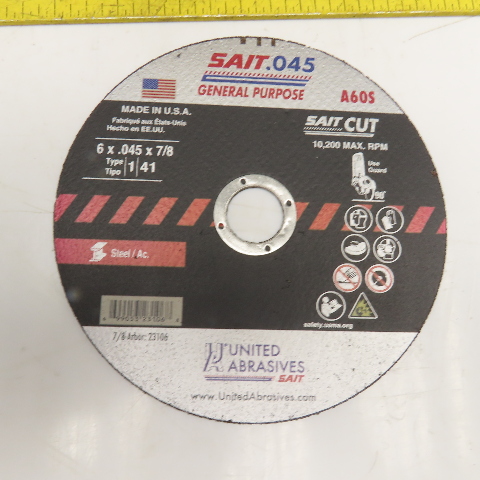 SAIT.045
GENERAL PURPOSE
A60S
MADE IN U.S.A.
Fabriqué aux États-Unis
Hecho en EE.UU.
SAIT CUT
6 x .045 x 7/8
10,200 MAX. RPM
Type
Tipo
1 41
Use
Guard
90°
Steel / Ac.
7/8 Arbor: 23106
safety.usma.org
UNITED
ABRASIVES
SAIT
www.UnitedAbrasives.com